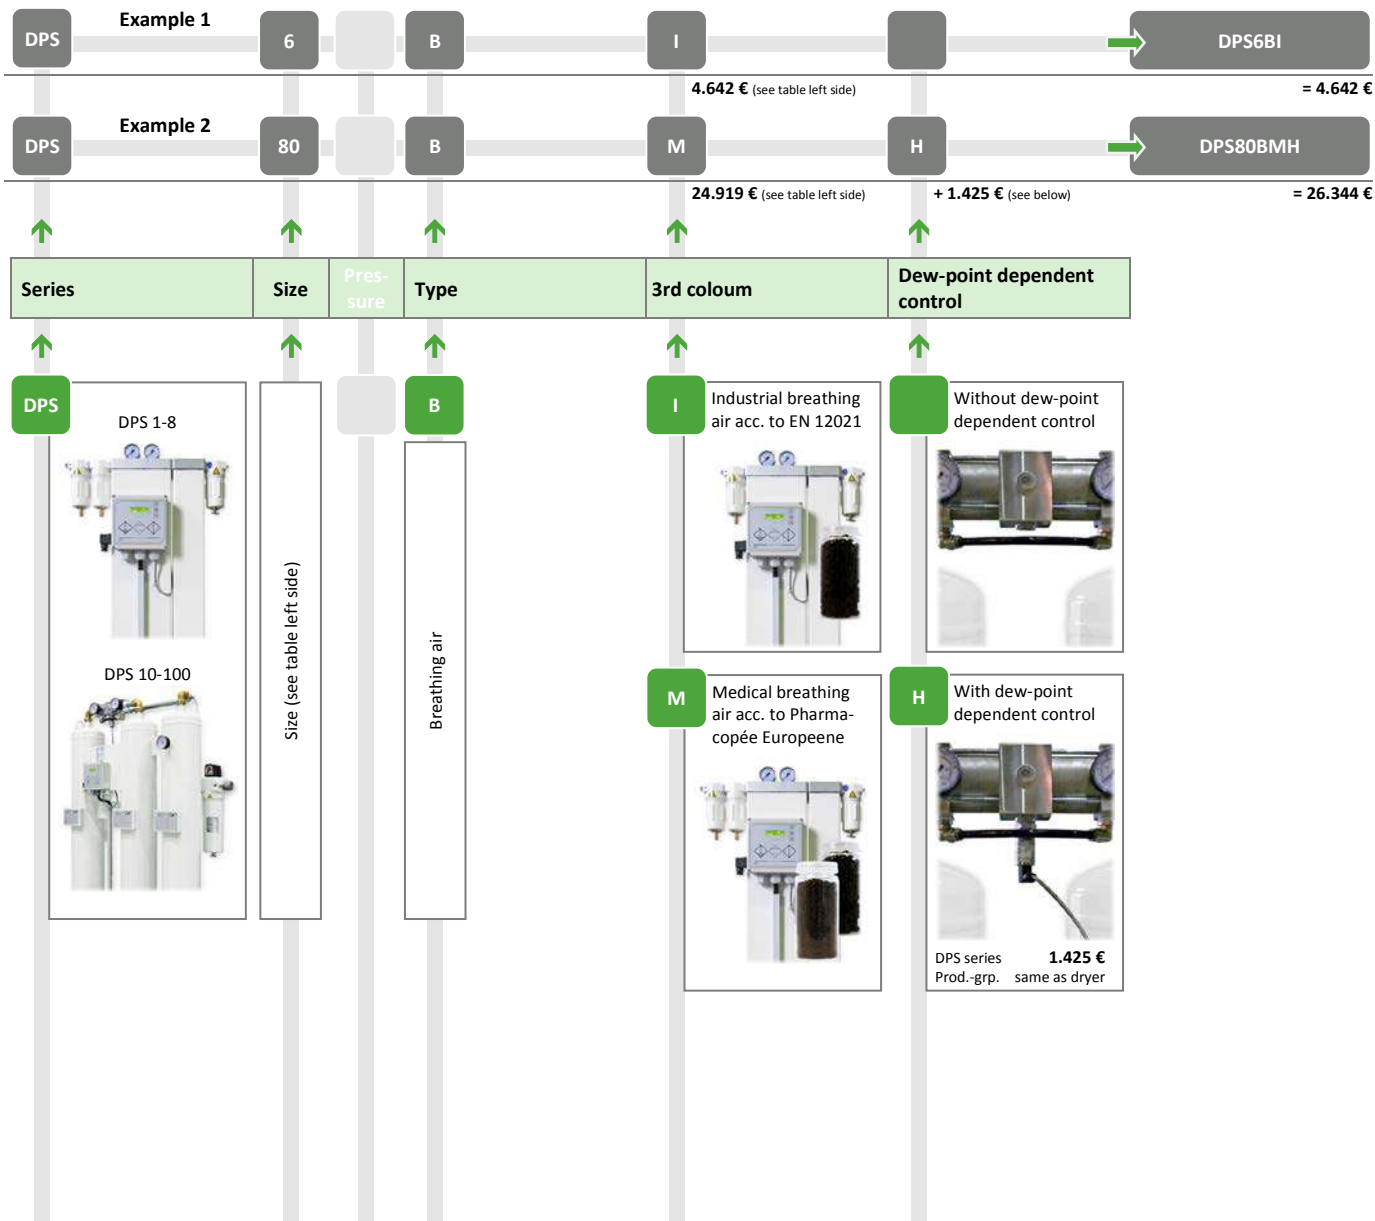 Example 1
DPS 6 B I DPS6BI
4.642 € (see table left side) = 4.642 €
Example 2
DPS 80 B M H DPS80BMH
24.919 € (see table left side) + 1.425 € (see below) = 26.344 €
Series Size Pres-
sure Type 3rd coloum Dew-point dependent
control
DPS
DPS 1-8
DPS 10-100
Size (see table left side)
B
Breathing air
I
Industrial breathing
air acc. to EN 12021
M
Medical breathing
air acc. to Pharma-
copée Europeene
Without dew-point
dependent control
H
With dew-point
dependent control
DPS series 1.425 €
Prod.-grp. same as dryer